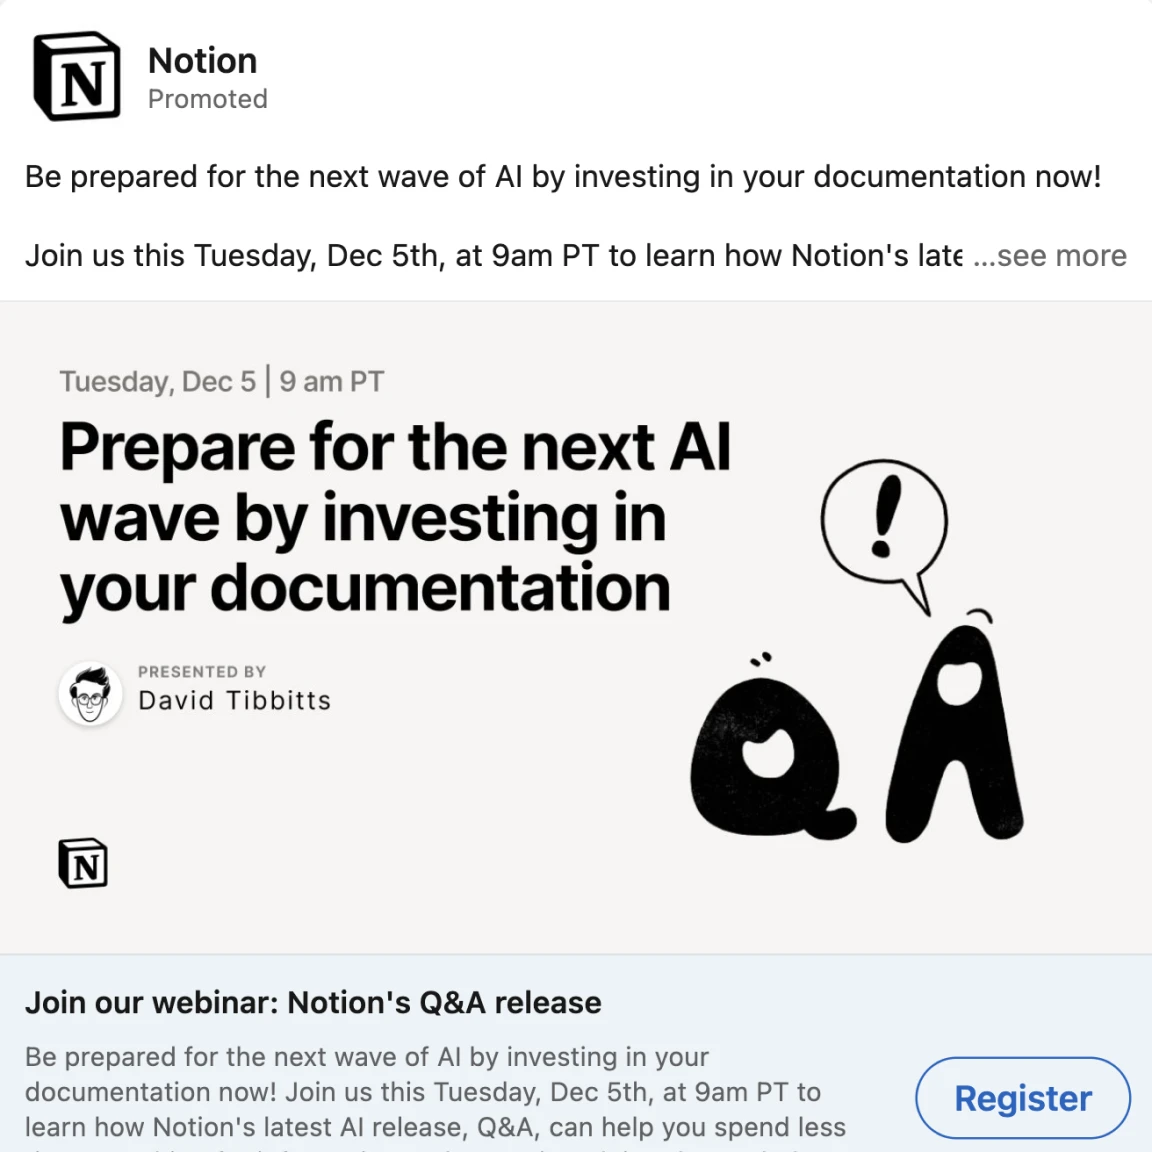 N
Notion
Promoted
Be prepared for the next wave of AI by investing in your documentation now!
Join us this Tuesday, Dec 5th, at 9am PT to learn how Notion's late ...see more
Tuesday, Dec 5 | 9 am PT
Prepare for the next AI
wave by investing in
your documentation
!
PRESENTED BY
David Tibbitts
Q A
N
Join our webinar: Notion's Q&A release
Be prepared for the next wave of AI by investing in your
documentation now! Join us this Tuesday, Dec 5th, at 9am PT to
learn how Notion's latest AI release, Q&A, can help you spend less
Register